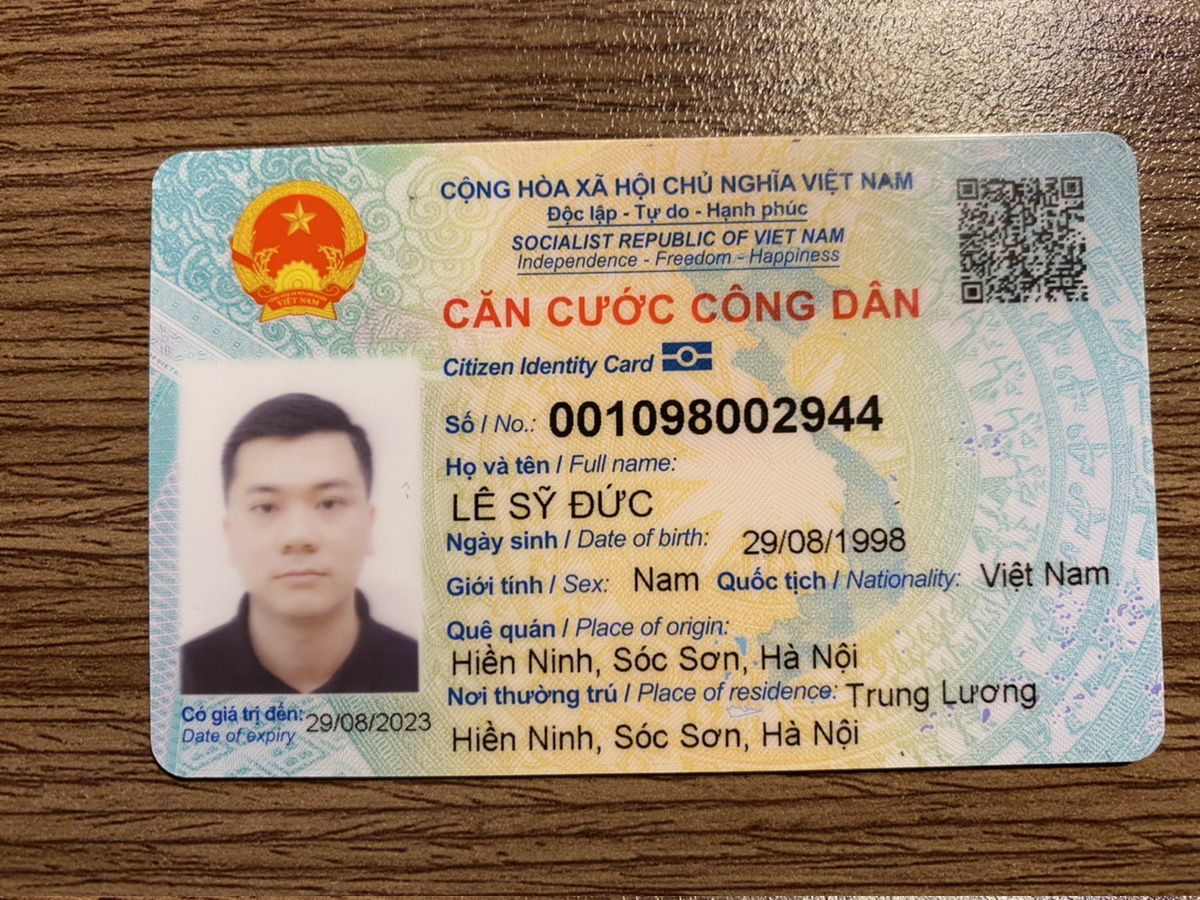 CỘNG HÒA XÃ HỘI CHỦ NGHĨA VIỆT NAM
Độc lập - Tự do - Hạnh phúc
SOCIALIST REPUBLIC OF VIET NAM
Independence - Freedom - Happiness
VIỆT NAM
CĂN CƯỚC CÔNG DÂN
Citizen Identity Card
Số / No.: 001098002944
Họ và tên / Full name:
LÊ SỸ ĐỨC
Ngày sinh / Date of birth: 29/08/1998
Giới tính / Sex: Nam Quốc tịch / Nationality: Việt Nam
Quê quán / Place of origin:
Hiền Ninh, Sóc Sơn, Hà Nội
Nơi thường trú / Place of residence: Trung Lương
Hiền Ninh, Sóc Sơn, Hà Nội
Có giá trị đến: 29/08/2023
Date of expiry